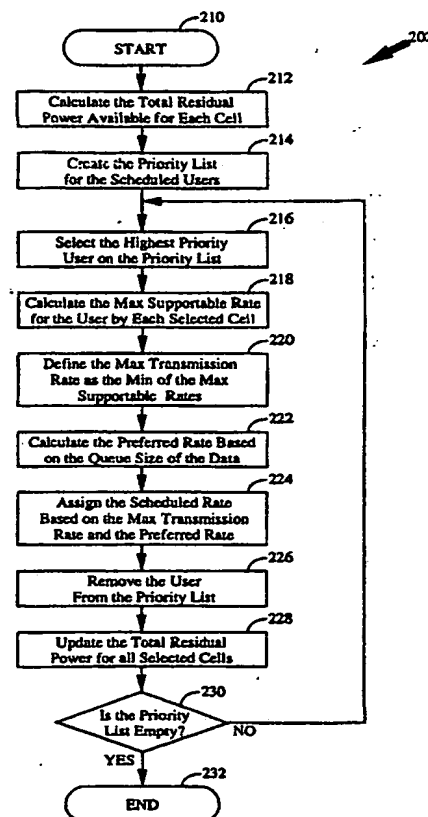 210
START
202
212
Calculate the Total Residual
Power Available for Each Cell
214
Create the Priority List
for the Scheduled Users
216
Select the Highest Priority
User on the Priority List
218
Calculate the Max Supportable Rate
for the User by Each Selected Cell
220
Define the Max Transmission
Rate as the Min of the Max
Supportable Rates
222
Calculate the Preferred Rate Based
on the Queue Size of the Data
224
Assign the Scheduled Rate
Based on the Max Transmission
Rate and the Preferred Rate
226
Remove the User
From the Priority List
228
Update the Total Residual
Power for all Selected Cells
230
Is the Priority
List Empty?
NO
YES
232
END